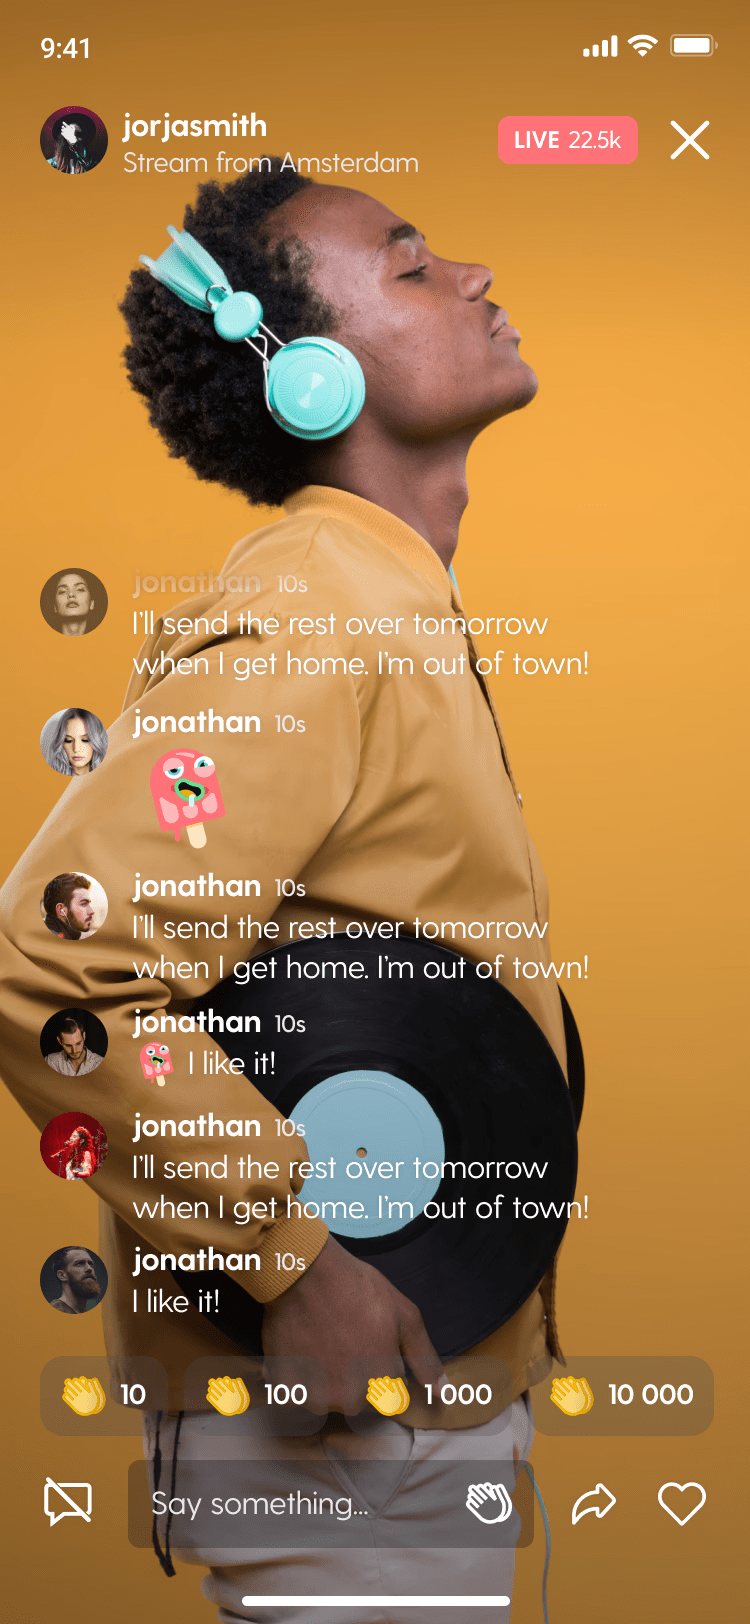 9:41
jorjasmith
Stream from Amsterdam
LIVE 22.5k
jonathan 10s
I'll send the rest over tomorrow
when I get home. I'm out of town!
jonathan 10s
jonathan 10s
I'll send the rest over tomorrow
when I get home. I'm out of town!
jonathan 10s
I like it!
jonathan 10s
I'll send the rest over tomorrow
when I get home. I'm out of town!
jonathan 10s
I like it!
10 100 1 000 10 000
Say something...